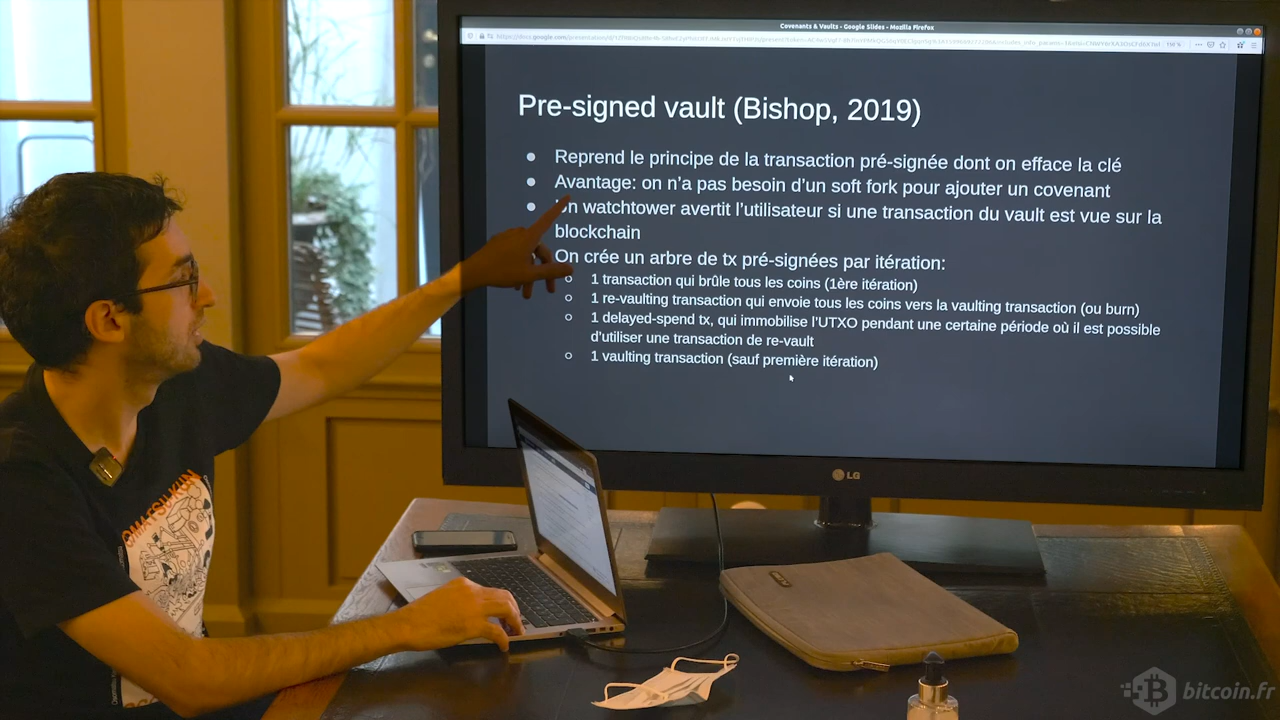 Covenants & Vaults - Google Slides - Mozilla Firefox
Pre-signed vault (Bishop, 2019)
Reprend le principe de la transaction pré-signée dont on efface la clé
Avantage: on n'a pas besoin d'un soft fork pour ajouter un covenant
Un watchtower avertit l'utilisateur si une transaction du vault est vue sur la
blockchain
On crée un arbre de tx pré-signées par itération:
1 transaction qui brûle tous les coins (1ère itération)
1 re-vaulting transaction qui envoie tous les coins vers la vaulting transaction (ou burn)
1 delayed-spend tx, qui immobilise l'UTXO pendant une certaine période où il est possible
d'utiliser une transaction de re-vault
1 vaulting transaction (sauf première itération)
LG
bitcoin.fr